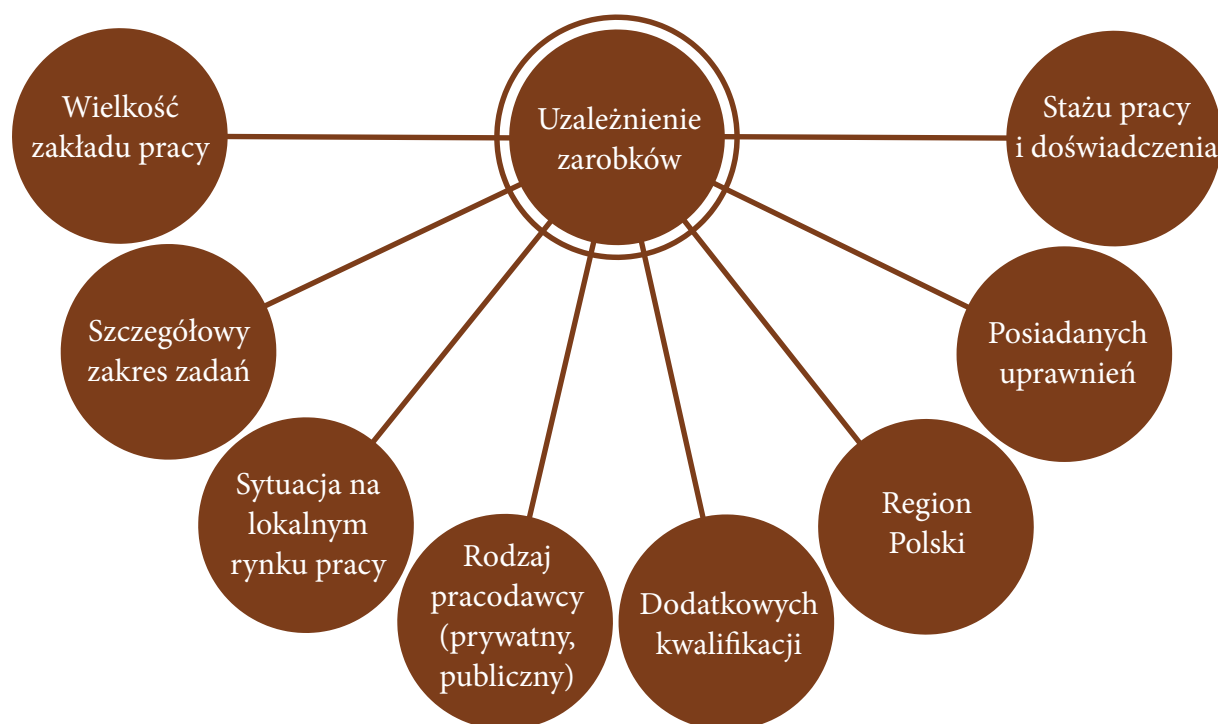 Uzależnienie
zarobków
Wielkość
zakładu pracy
Szczegółowy
zakres zadań
Sytuacja na
lokalnym
rynku pracy
Rodzaj
pracodawcy
(prywatny,
publiczny)
Dodatkowych
kwalifikacji
Region
Polski
Posiadanych
uprawnień
Stażu pracy
i doświadczenia